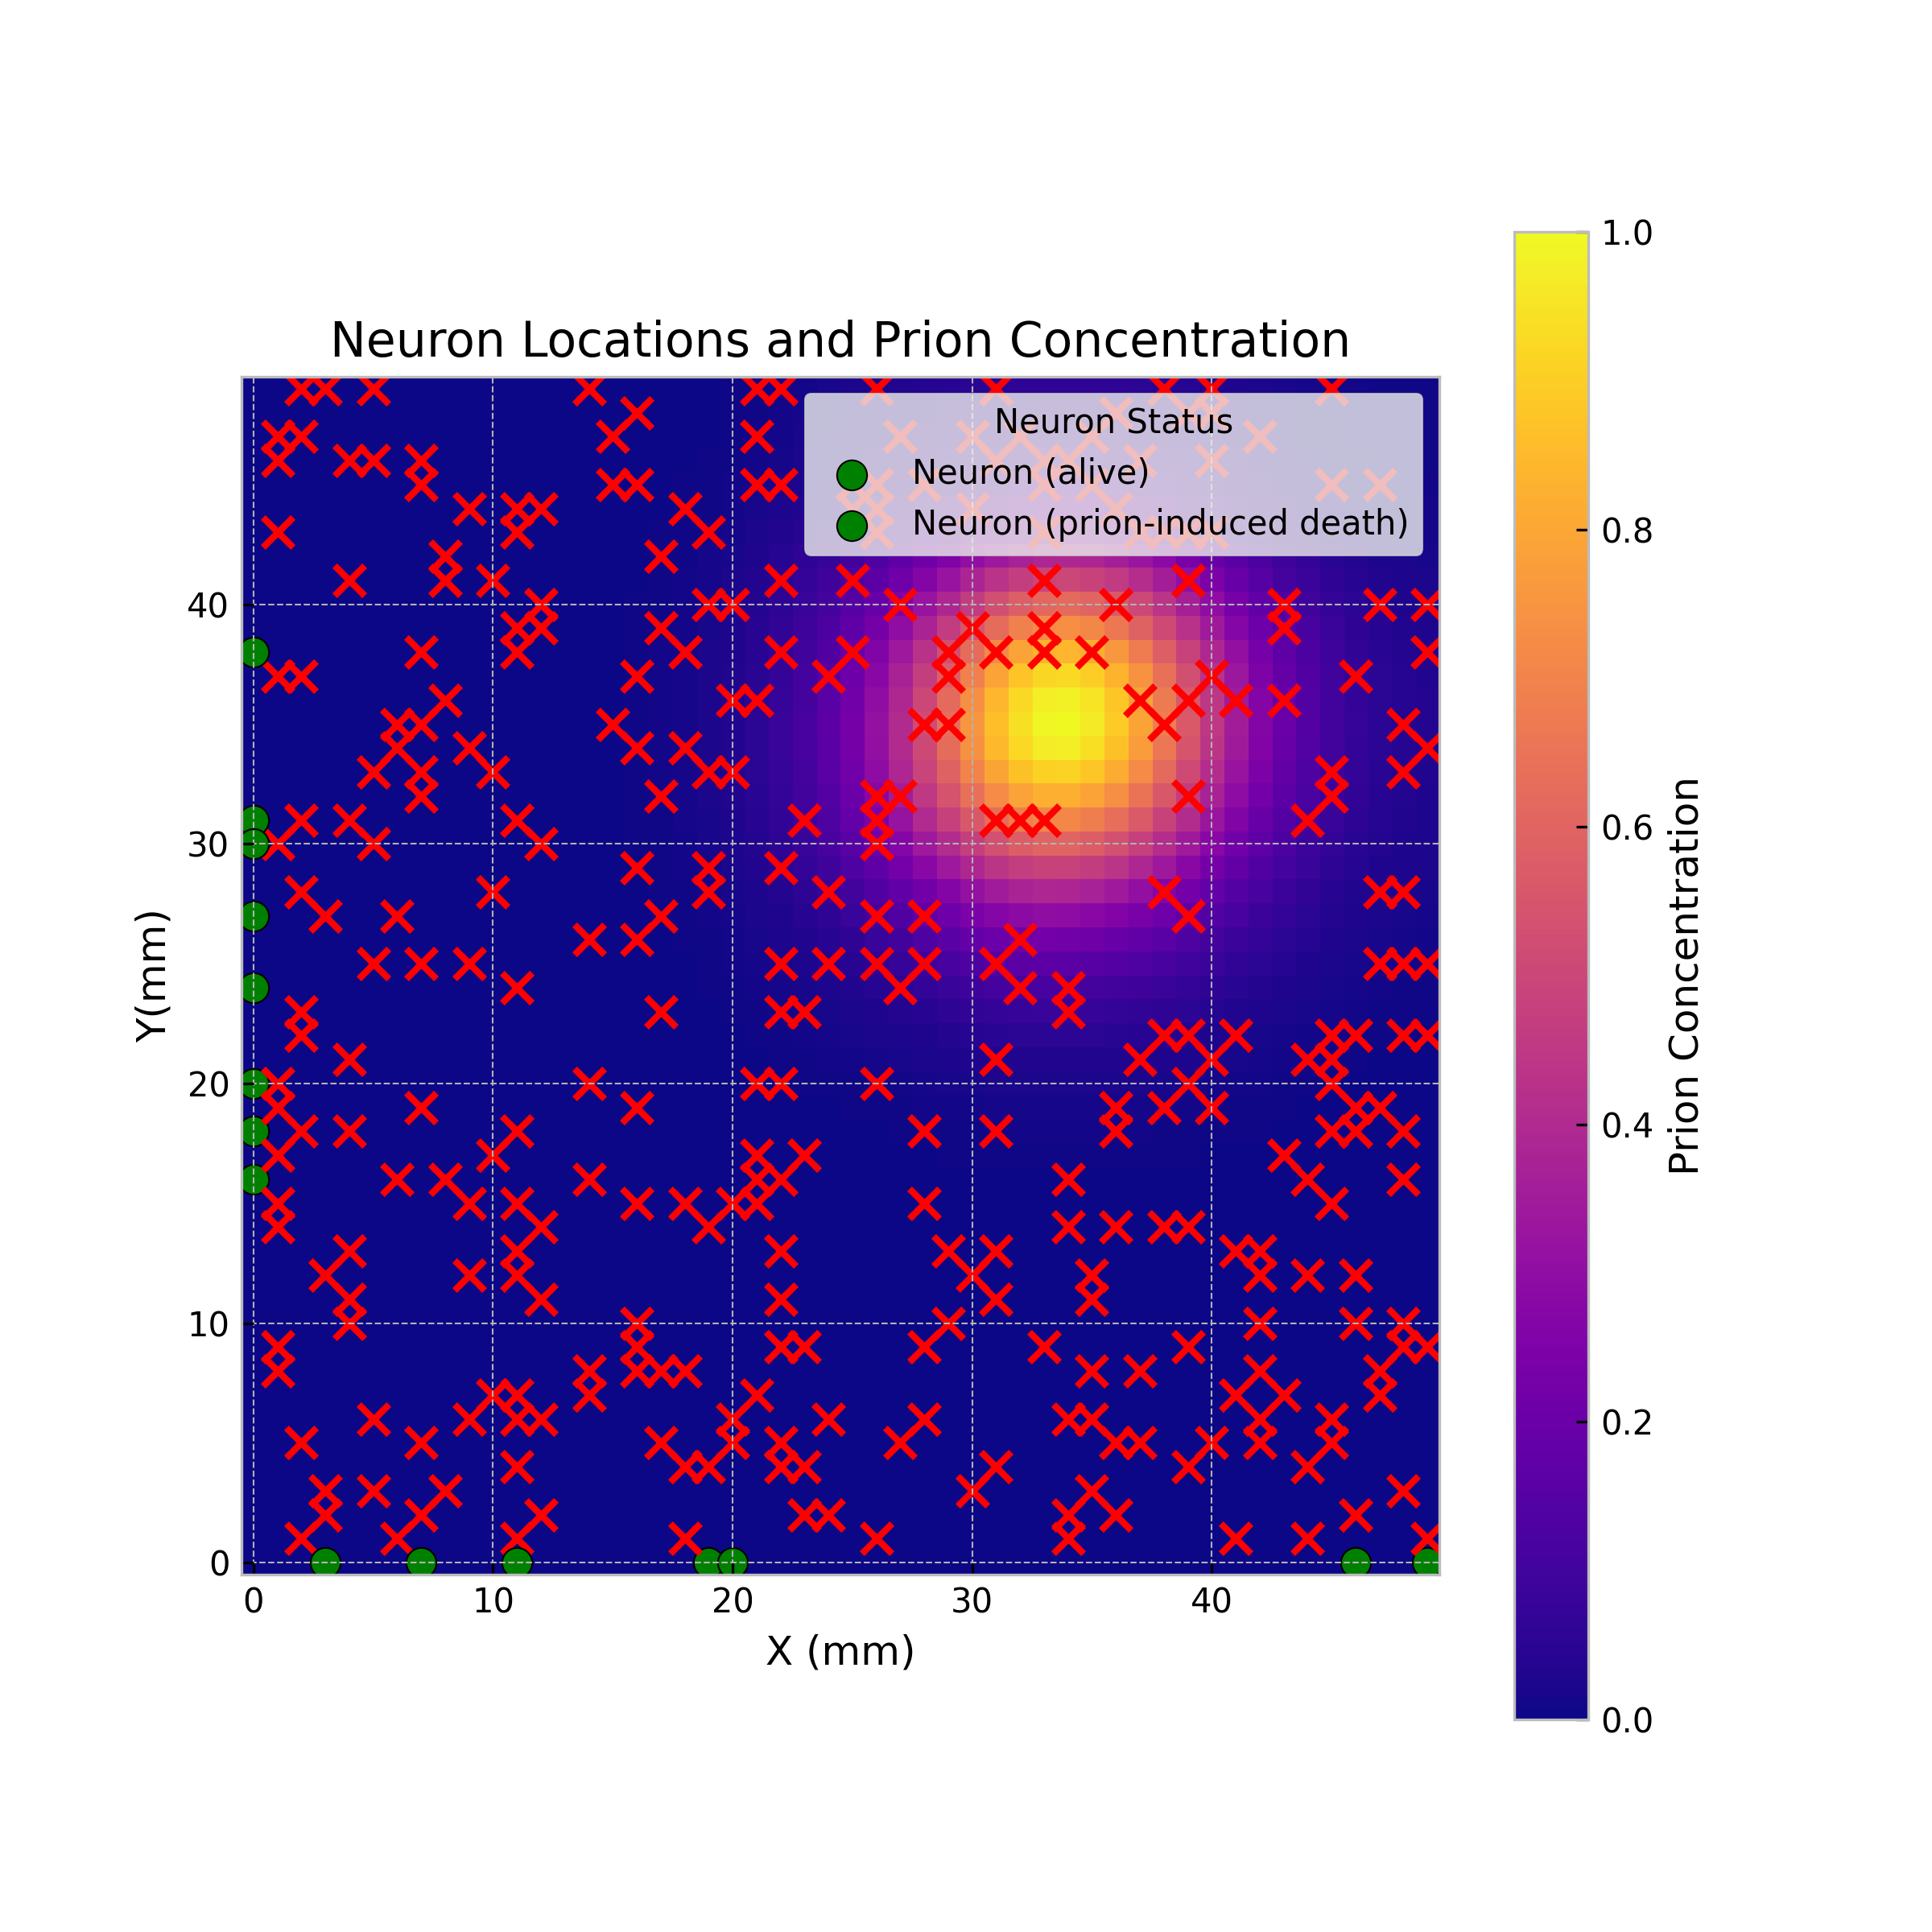 Neuron Locations and Prion Concentration
Neuron Status
Neuron (alive)
Neuron (prion-induced death)
40
30
20
10
0
Y(mm)
0 10 20 30 40
X (mm)
1.0
0.8
0.6
0.4
0.2
0.0
Prion Concentration